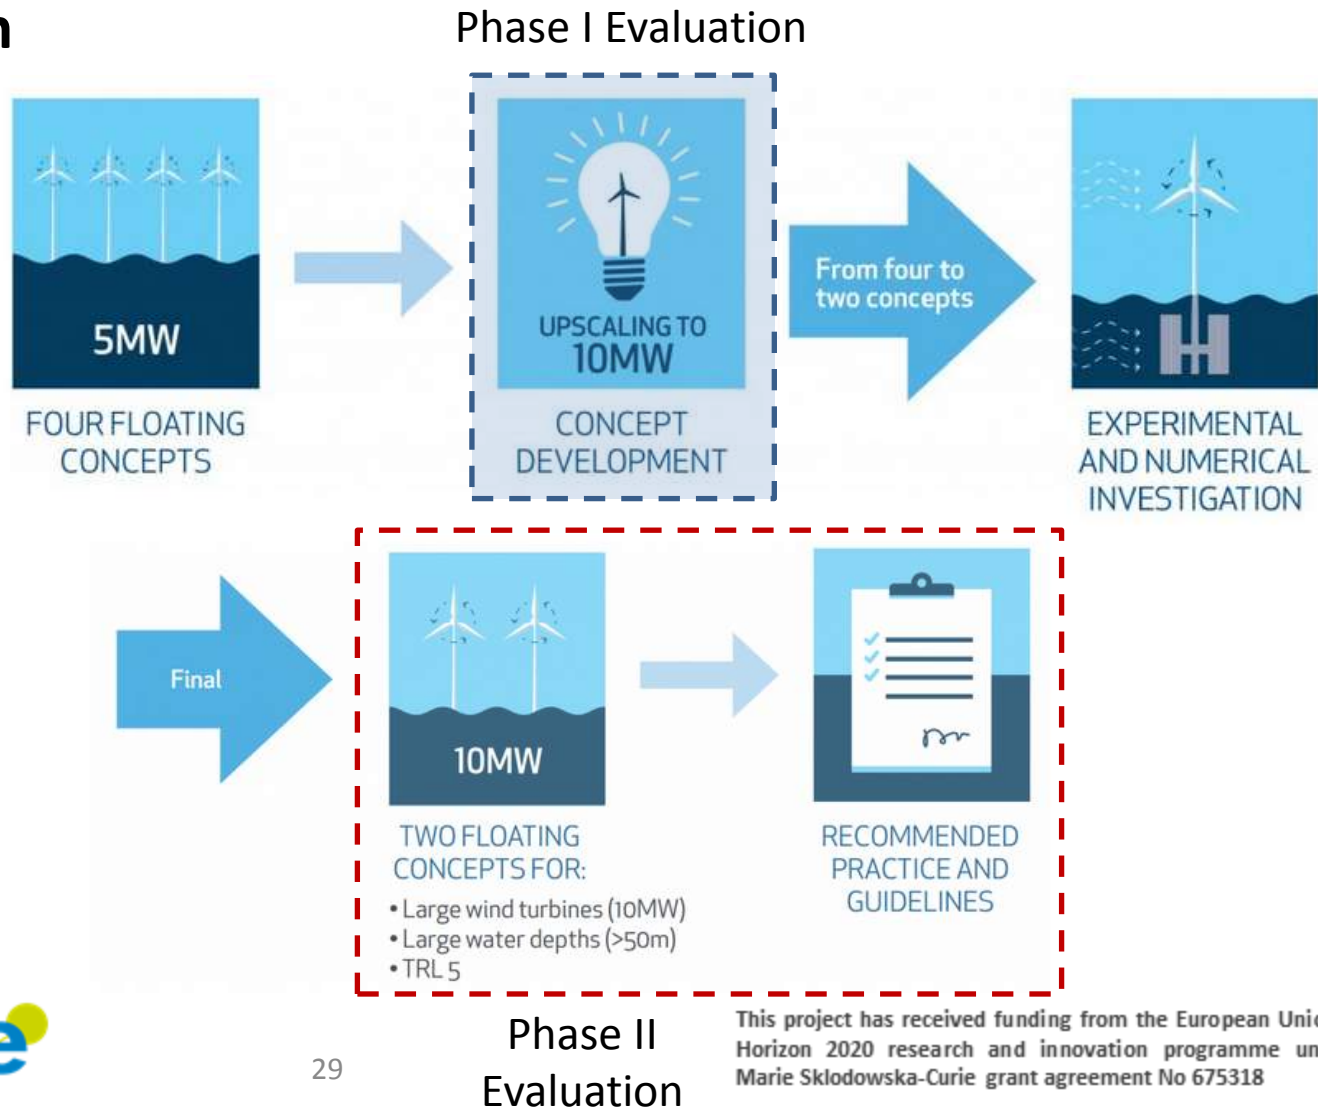 Phase I Evaluation
5MW
FOUR FLOATING
CONCEPTS
UPSCALING TO
10MW
CONCEPT
DEVELOPMENT
From four to
two concepts
EXPERIMENTAL
AND NUMERICAL
INVESTIGATION
Final
10MW
TWO FLOATING
CONCEPTS FOR:
• Large wind turbines (10MW)
• Large water depths (>50m)
• TRL 5
RECOMMENDED
PRACTICE AND
GUIDELINES
Phase II
Evaluation
29
This project has received funding from the European
Horizon 2020 research and innovation programme
Marie Sklodowska-Curie grant agreement No 675318